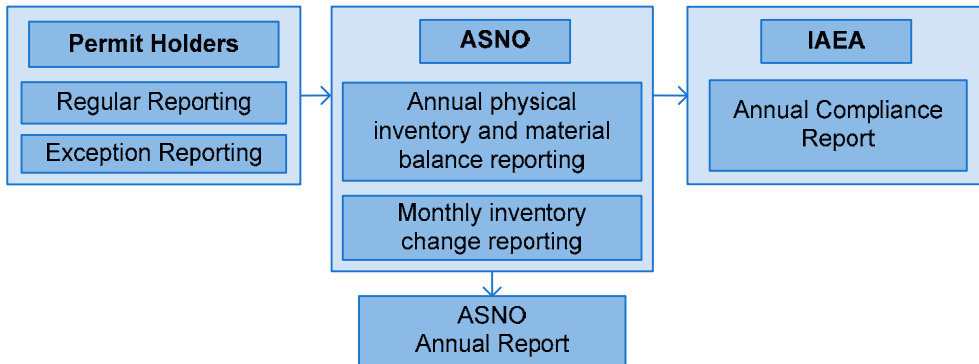 Permit Holders
Regular Reporting
Exception Reporting
ASNO
Annual physical
inventory and material
balance reporting
Monthly inventory
change reporting
IAEA
Annual Compliance
Report
ASNO
Annual Report